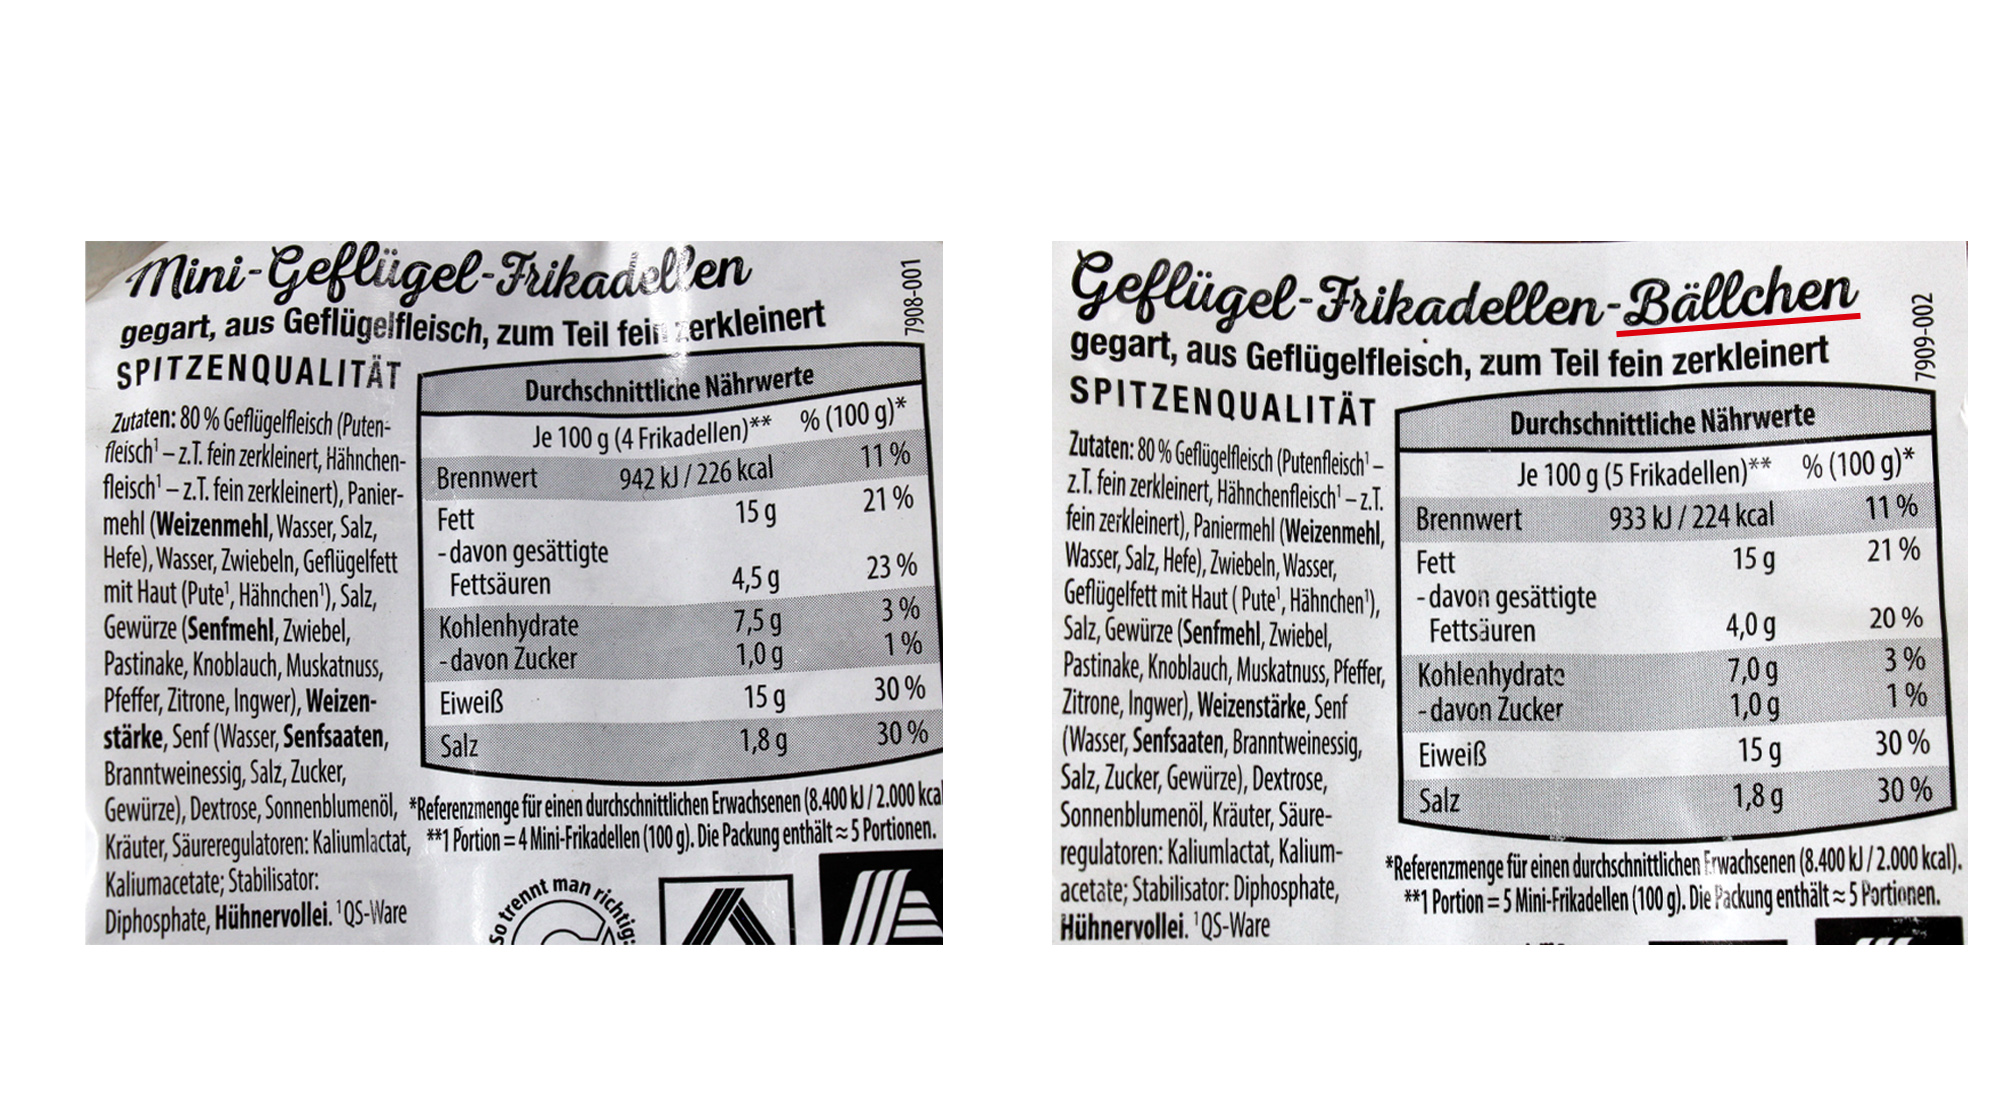 Mini-Geflügel-Frikadellen
gegart, aus Geflügelfleisch, zum Teil fein zerkleinert
SPITZENQUALITÄT
7908-001
Zutaten: 80 % Geflügelfleisch (Puten-
fleisch¹ – z.T. fein zerkleinert, Hähnchen-
fleisch¹ – z.T. fein zerkleinert), Panier-
mehl (Weizenmehl, Wasser, Salz,
Hefe), Wasser, Zwiebeln, Geflügelfett
mit Haut (Pute¹, Hähnchen¹), Salz,
Gewürze (Senfmehl, Zwiebel,
Pastinake, Knoblauch, Muskatnuss,
Pfeffer, Zitrone, Ingwer), Weizen-
stärke, Senf (Wasser, Senfsaaten,
Branntweinessig, Salz, Zucker,
Gewürze), Dextrose, Sonnenblumenöl,
Kräuter, Säureregulatoren: Kaliumlactat,
Kaliumacetate; Stabilisator:
Diphosphate, Hühnervollei. ¹QS-Ware
Durchschnittliche Nährwerte
Je 100 g (4 Frikadellen)** % (100 g)*
Brennwert 942 kJ / 226 kcal 11 %
Fett 15 g 21 %
- davon gesättigte
Fettsäuren 4,5 g 23 %
Kohlenhydrate 7,5 g 3 %
- davon Zucker 1,0 g 1 %
Eiweiß 15 g 30 %
Salz 1,8 g 30 %
*Referenzmenge für einen durchschnittlichen Erwachsenen (8.400 kJ / 2.000 kcal
**1 Portion = 4 Mini-Frikadellen (100 g). Die Packung enthält ≈ 5 Portionen.
So trennt man richtig:
Geflügel-Frikadellen-Bällchen
gegart, aus Geflügelfleisch, zum Teil fein zerkleinert
SPITZENQUALITÄT
7909-002
Zutaten: 80 % Geflügelfleisch (Putenfleisch¹ –
z.T. fein zerkleinert, Hähnchenfleisch¹ – z.T.
fein zerkleinert), Paniermehl (Weizenmehl,
Wasser, Salz, Hefe), Zwiebeln, Wasser,
Geflügelfett mit Haut ( Pute¹, Hähnchen¹),
Salz, Gewürze (Senfmehl, Zwiebel,
Pastinake, Knoblauch, Muskatnuss, Pfeffer,
Zitrone, Ingwer), Weizenstärke, Senf
(Wasser, Senfsaaten, Branntweinessig,
Salz, Zucker, Gewürze), Dextrose,
Sonnenblumenöl, Kräuter, Säure-
regulatoren: Kaliumlactat, Kalium-
acetate; Stabilisator: Diphosphate,
Hühnervollei. ¹QS-Ware
Durchschnittliche Nährwerte
Je 100 g (5 Frikadellen)** % (100 g)*
Brennwert 933 kJ / 224 kcal 11 %
Fett 15 g 21 %
- davon gesättigte
Fettsäuren 4,0 g 20 %
Kohlenhydrate 7,0 g 3 %
- davon Zucker 1,0 g 1 %
Eiweiß 15 g 30 %
Salz 1,8 g 30 %
*Referenzmenge für einen durchschnittlichen Erwachsenen (8.400 kJ / 2.000 kcal).
**1 Portion = 5 Mini-Frikadellen (100 g). Die Packung enthält ≈ 5 Portionen.